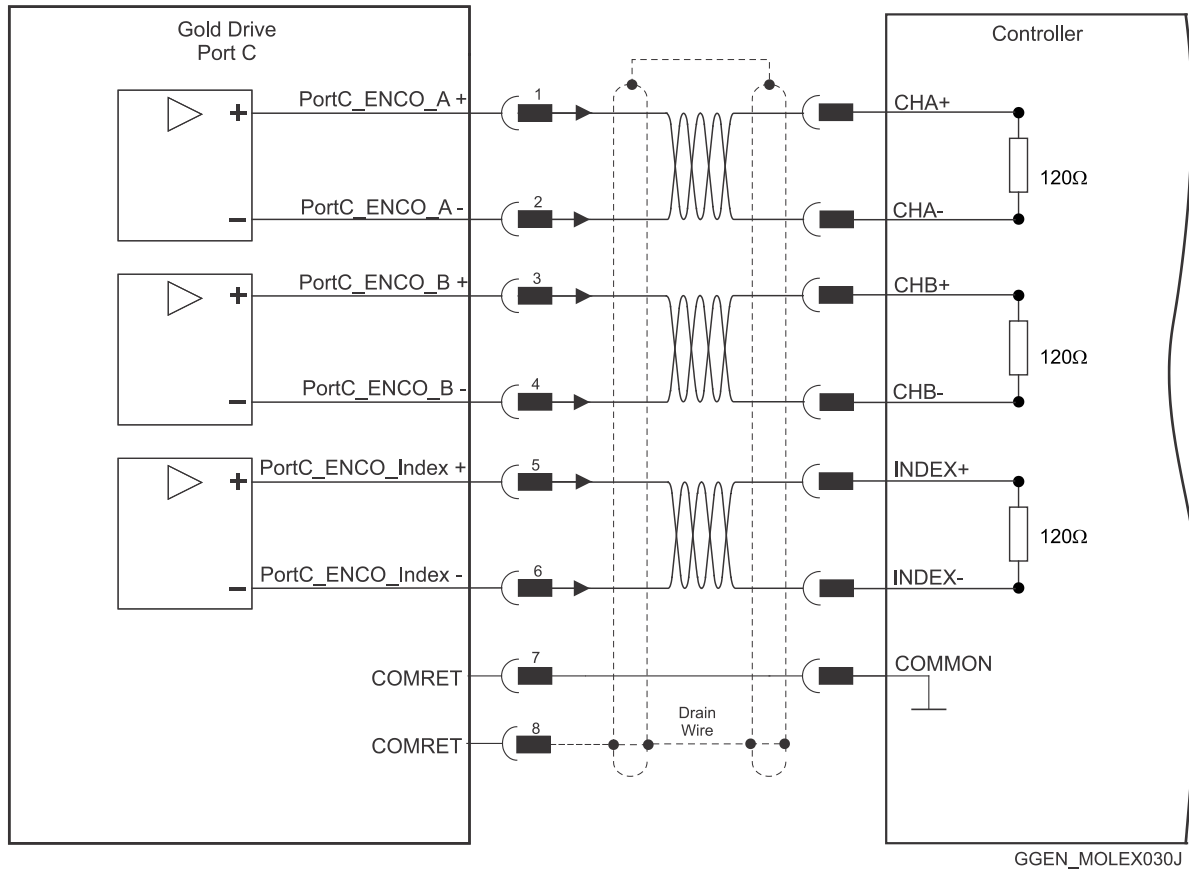 Gold Drive
Port C
Controller
PortC_ENCO_A +
1
CHA+
120Ω
PortC_ENCO_A -
2
CHA-
PortC_ENCO_B +
3
CHB+
120Ω
PortC_ENCO_B -
4
CHB-
PortC_ENCO_Index +
5
INDEX+
120Ω
PortC_ENCO_Index -
6
INDEX-
COMRET
7
COMMON
COMRET
8
Drain
Wire
GGEN_MOLEX030J